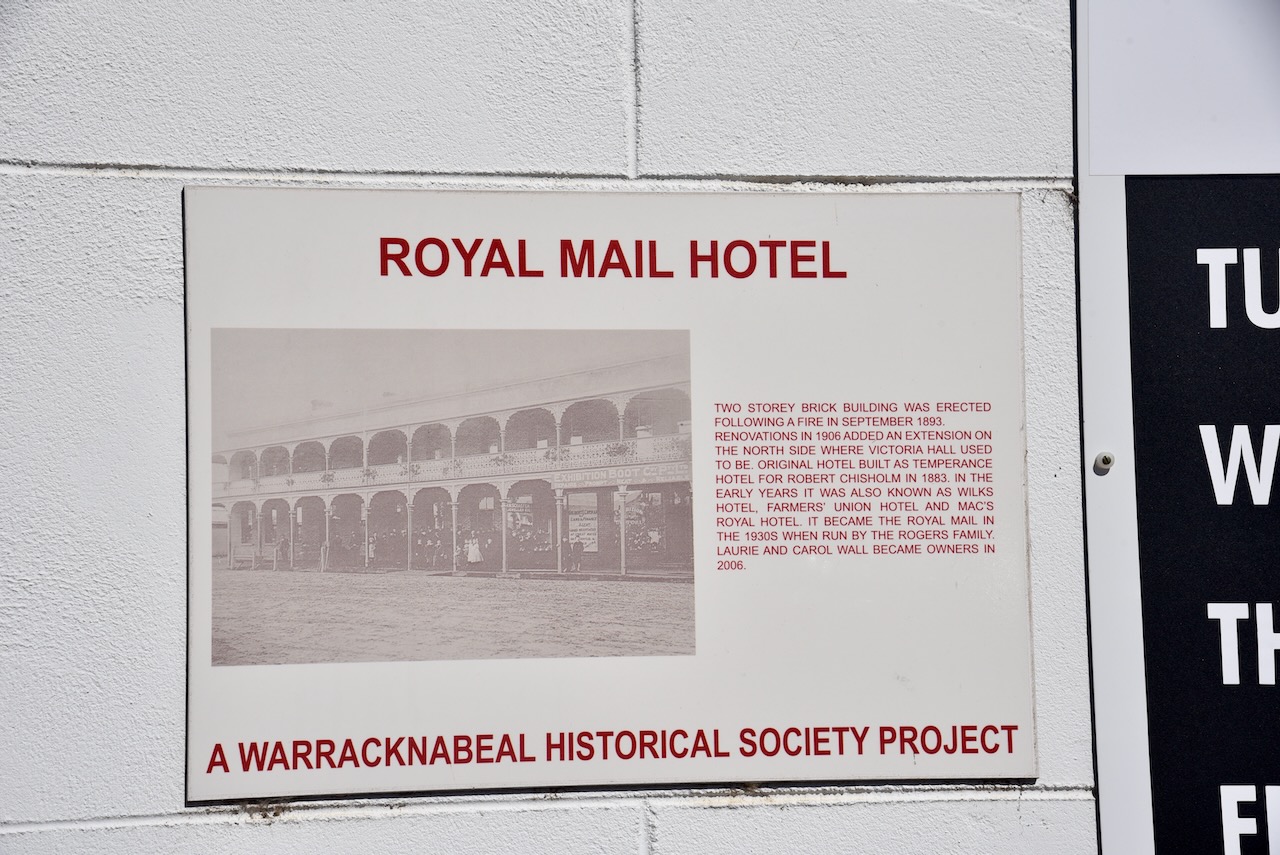 ROYAL MAIL HOTEL
EXHIBITION BOOT Co
TWO STOREY BRICK BUILDING WAS ERECTED
FOLLOWING A FIRE IN SEPTEMBER 1893.
RENOVATIONS IN 1906 ADDED AN EXTENSION ON
THE NORTH SIDE WHERE VICTORIA HALL USED
TO BE. ORIGINAL HOTEL BUILT AS TEMPERANCE
HOTEL FOR ROBERT CHISHOLM IN 1883. IN THE
EARLY YEARS IT WAS ALSO KNOWN AS WILKS
HOTEL, FARMERS' UNION HOTEL AND MAC'S
ROYAL HOTEL. IT BECAME THE ROYAL MAIL IN
THE 1930S WHEN RUN BY THE ROGERS FAMILY.
LAURIE AND CAROL WALL BECAME OWNERS IN
2006.
A WARRACKNABEAL HISTORICAL SOCIETY PROJECT
TU
W
TH